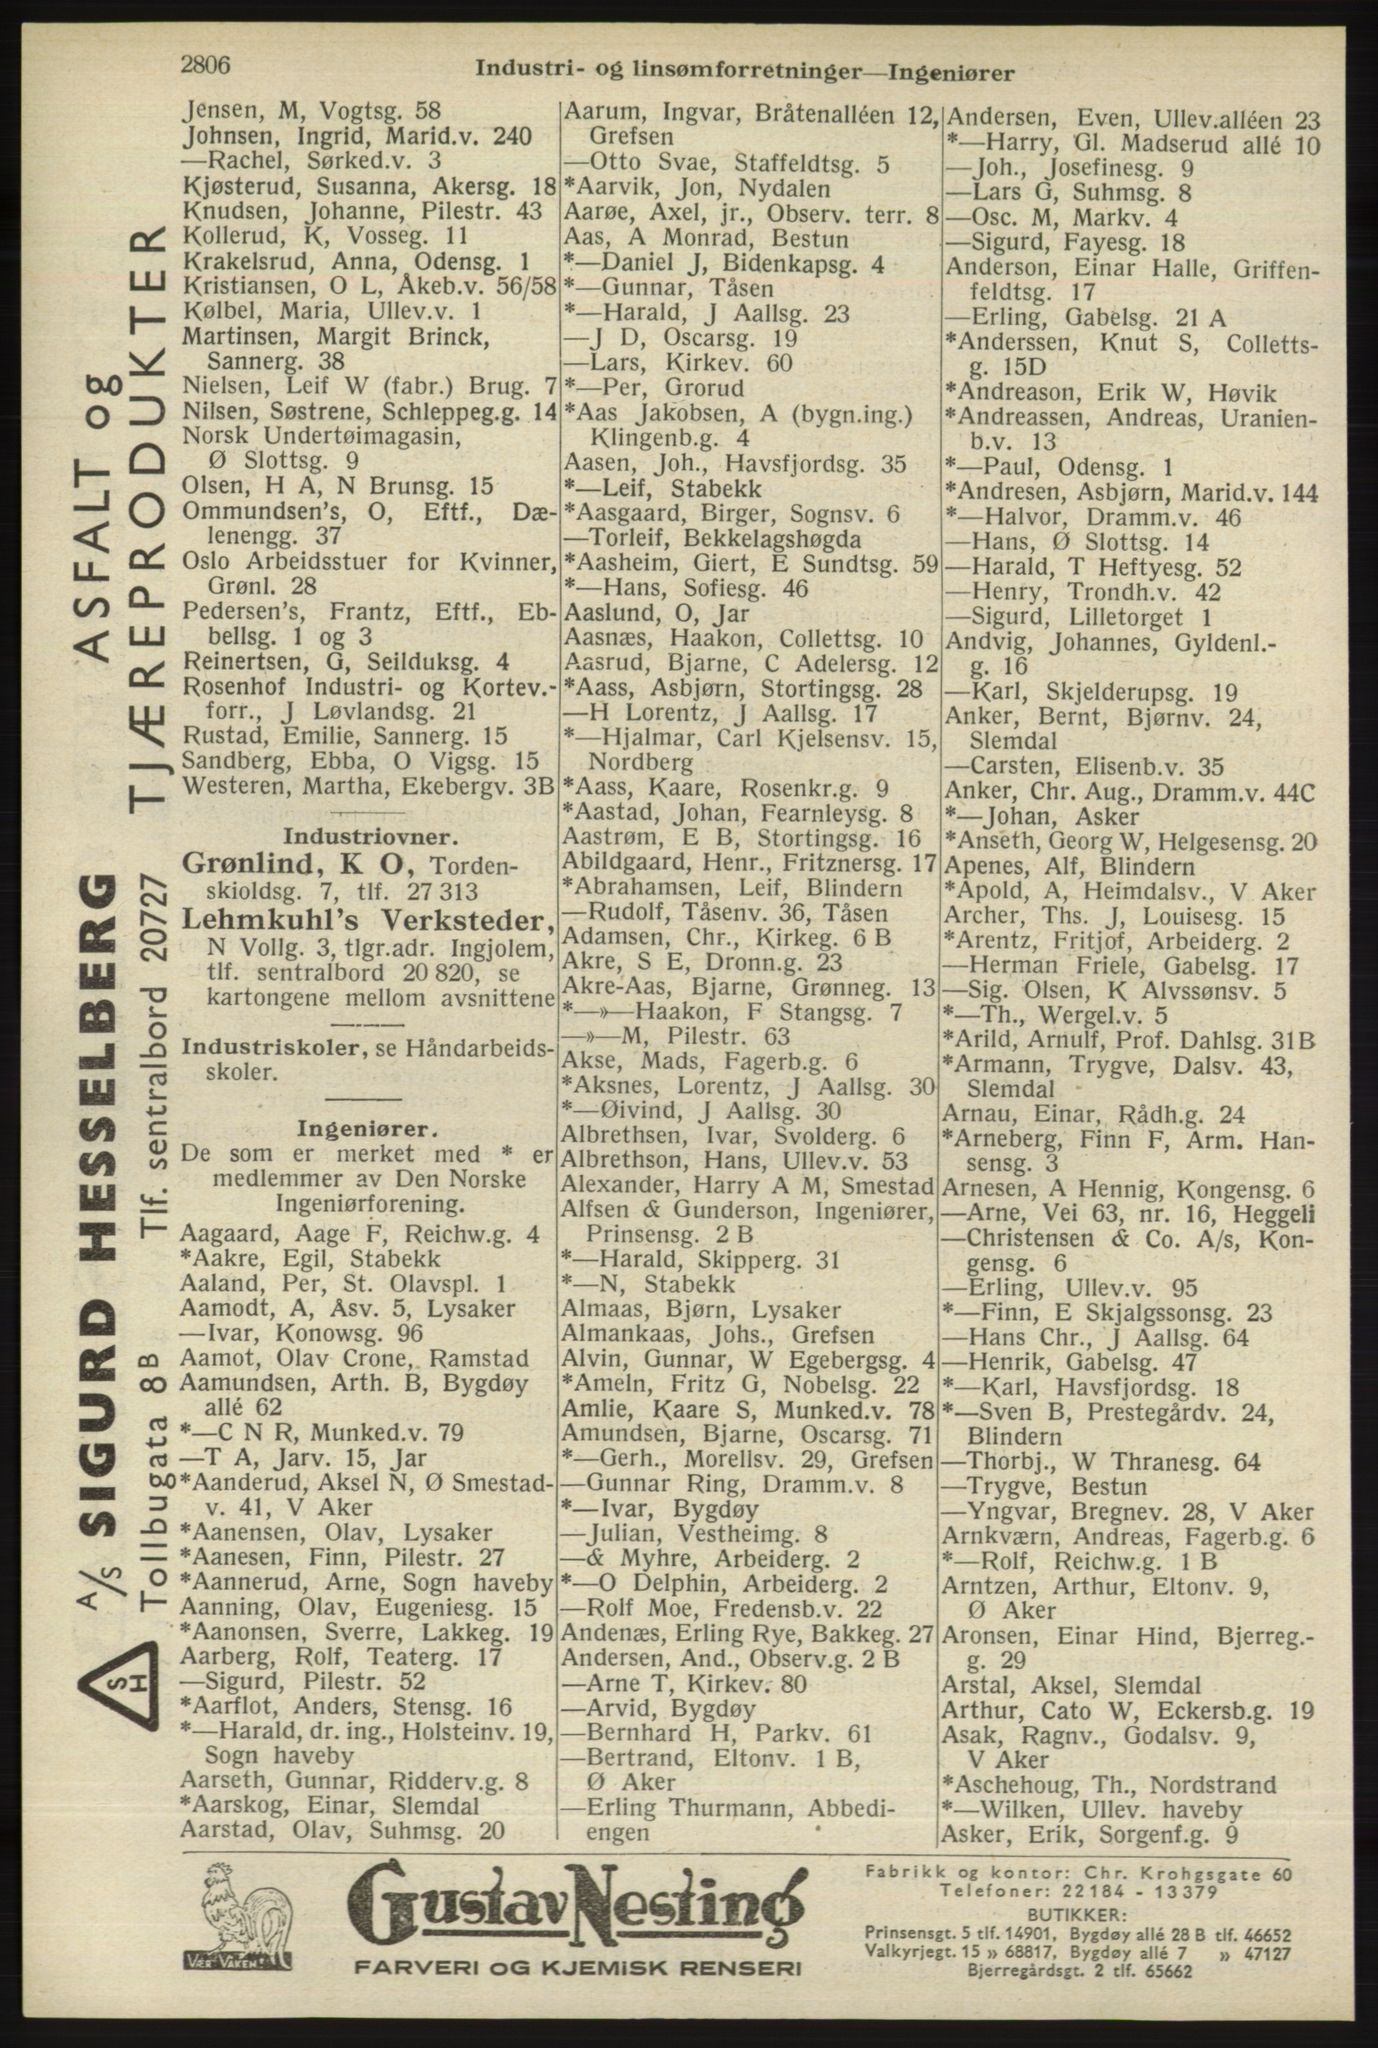 2806
Industri- og linsømforretninger—Ingeniører
Jensen, M, Vogtsg. 58
Johnsen, Ingrid, Marid.v. 240
—Rachel, Sørked.v. 3
Kjøsterud, Susanna, Akersg. 18
Knudsen, Johanne, Pilestr. 43
Kollerud, K, Vosseg. 11
Krakelsrud, Anna, Odensg. 1
Kristiansen, O L, Åkeb.v. 56/58
Kølbel, Maria, Ullev.v. 1
Martinsen, Margit Brinck,
Sannerg. 38
Nielsen, Leif W (fabr.) Brug. 7
Nilsen, Søstrene, Schleppeg.g. 14
Norsk Undertøimagasin,
Ø Slottsg. 9
Olsen, H A, N Brunsg. 15
Ommundsen's, O, Eftf., Dæ-
lenengg. 37
Oslo Arbeidsstuer for Kvinner,
Grønl. 28
Pedersen's, Frantz, Eftf., Eb-
bellsg. 1 og 3
Reinertsen, G, Seilduksg. 4
Rosenhof Industri- og Kortev.-
forr., J Løvlandsg. 21
Rustad, Emilie, Sannerg. 15
Sandberg, Ebba, O Vigsg. 15
Westeren, Martha, Ekebergv. 3B
Industriovner.
Grønlind, K O, Torden-
skioldsg. 7, tlf. 27 313
Lehmkuhl's Verksteder,
N Vollg. 3, tlgr.adr. Ingjolem,
tlf. sentralbord 20 820, se
kartongene mellom avsnittene
Industriskoler, se Håndarbeids-
skoler.
Ingeniører.
De som er merket med * er
medlemmer av Den Norske
Ingeniørforening.
Aagaard, Aage F, Reichw.g. 4
*Aakre, Egil, Stabekk
Aaland, Per, St. Olavspl. 1
Aamodt, A, Åsv. 5, Lysaker
—Ivar, Konowsg. 96
Aamot, Olav Crone, Ramstad
Aamundsen, Arth. B, Bygdøy
allé 62
*—C N R, Munked.v. 79
—T A, Jarv. 15, Jar
*Aanderud, Aksel N, Ø Smestad-
v. 41, V Aker
*Aanensen, Olav, Lysaker
*Aanesen, Finn, Pilestr. 27
*Aannerud, Arne, Sogn haveby
Aanning, Olav, Eugeniesg. 15
*Aanonsen, Sverre, Lakkeg. 19
Aarberg, Rolf, Teaterg. 17
—Sigurd, Pilestr. 52
*Aarflot, Anders, Stensg. 16
*—Harald, dr. ing., Holsteinv. 19,
Sogn haveby
Aarseth, Gunnar, Ridderv.g. 8
*Aarskog, Einar, Slemdal
Aarstad, Olav, Suhmsg. 20
Aarum, Ingvar, Bråtenalléen 12,
Grefsen
—Otto Svae, Staffeldtsg. 5
*Aarvik, Jon, Nydalen
Aarøe, Axel, jr., Observ. terr. 8
Aas, A Monrad, Bestun
*—Daniel J, Bidenkapsg. 4
*—Gunnar, Tåsen
*—Harald, J Aallsg. 23
—J D, Oscarsg. 19
—Lars, Kirkev. 60
*—Per, Grorud
*Aas Jakobsen, A (bygn.ing.)
Klingenb.g. 4
Aasen, Joh., Havsfjordsg. 35
*—Leif, Stabekk
*Aasgaard, Birger, Sognsv. 6
—Torleif, Bekkelagshøgda
*Aasheim, Giert, E Sundtsg. 59
*—Hans, Sofiesg. 46
Aaslund, O, Jar
Aasnæs, Haakon, Collettsg. 10
Aasrud, Bjarne, C Adelersg. 12
*Aass, Asbjørn, Stortingsg. 28
—H Lorentz, J Aallsg. 17
*—Hjalmar, Carl Kjelsensv. 15,
Nordberg
*Aass, Kaare, Rosenkr.g. 9
*Aastad, Johan, Fearnleysg. 8
Aastrøm, E B, Stortingsg. 16
Abildgaard, Henr., Fritznersg. 17
*Abrahamsen, Leif, Blindern
—Rudolf, Tåsenv. 36, Tåsen
Adamsen, Chr., Kirkeg. 6 B
Akre, S E, Dronn.g. 23
Akre-Aas, Bjarne, Grønneg. 13
*—»—Haakon, F Stangsg. 7
—»—M, Pilestr. 63
Akse, Mads, Fagerb.g. 6
*Aksnes, Lorentz, J Aallsg. 30
*—Øivind, J Aallsg. 30
Albrethsen, Ivar, Svolderg. 6
Albrethson, Hans, Ullev.v. 53
Alexander, Harry A M, Smestad
Alfsen & Gunderson, Ingeniører,
Prinsensg. 2 B
*—Harald, Skipperg. 31
*—N, Stabekk
Almaas, Bjørn, Lysaker
Almankaas, Johs., Grefsen
Alvin, Gunnar, W Egebergsg. 4
*Ameln, Fritz G, Nobelsg. 22
Amlie, Kaare S, Munked.v. 78
Amundsen, Bjarne, Oscarsg. 71
*—Gerh., Morellsv. 29, Grefsen
—Gunnar Ring, Dramm.v. 8
*—Ivar, Bygdøy
—Julian, Vestheimg. 8
—& Myhre, Arbeiderg. 2
*—O Delphin, Arbeiderg. 2
—Rolf Moe, Fredensb.v. 22
Andenæs, Erling Rye, Bakkeg. 27
Andersen, And., Observ.g. 2 B
—Arne T, Kirkev. 80
—Arvid, Bygdøy
—Bernhard H, Parkv. 61
—Bertrand, Eltonv. 1 B,
Ø Aker
—Erling Thurmann, Abbedi-
engen
Andersen, Even, Ullev.alléen 23
*—Harry, Gl. Madserud allé 10
—Joh., Josefinesg. 9
—Lars G, Suhmsg. 8
—Osc. M, Markv. 4
—Sigurd, Fayesg. 18
Anderson, Einar Halle, Griffen-
feldtsg. 17
—Erling, Gabelsg. 21 A
*Anderssen, Knut S, Colletts-
g. 15D
*Andreason, Erik W, Høvik
*Andreassen, Andreas, Uranien-
b.v. 13
*—Paul, Odensg. 1
*Andresen, Asbjørn, Marid.v. 144
*—Halvor, Dramm.v. 46
—Hans, Ø Slottsg. 14
—Harald, T Heftyesg. 52
—Henry, Trondh.v. 42
—Sigurd, Lilletorget 1
Andvig, Johannes, Gyldenl.-
g. 16
—Karl, Skjelderupsg. 19
Anker, Bernt, Bjørnv. 24,
Slemdal
—Carsten, Elisenb.v. 35
Anker, Chr. Aug., Dramm.v. 44C
*—Johan, Asker
*Anseth, Georg W, Helgesensg. 20
Apenes, Alf, Blindern
*Apold, A, Heimdalsv., V Aker
Archer, Ths. J, Louisesg. 15
*Arentz, Fritjof, Arbeiderg. 2
—Herman Friele, Gabelsg. 17
—Sig. Olsen, K Alvssønsv. 5
*—Th., Wergel.v. 5
*Arild, Arnulf, Prof. Dahlsg. 31B
*Armann, Trygve, Dalsv. 43,
Slemdal
Arnau, Einar, Rådh.g. 24
*Arneberg, Finn F, Arm. Han-
sensg. 3
Arnesen, A Hennig, Kongensg. 6
—Arne, Vei 63, nr. 16, Heggeli
—Christensen & Co. A/s, Kon-
gensg. 6
—Erling, Ullev.v. 95
*—Finn, E Skjalgssonsg. 23
—Hans Chr., J Aallsg. 64
—Henrik, Gabelsg. 47
*—Karl, Havsfjordsg. 18
*—Sven B, Prestegårdv. 24,
Blindern
—Thorbj., W Thranesg. 64
—Trygve, Bestun
—Yngvar, Bregnev. 28, V Aker
Arnkværn, Andreas, Fagerb.g. 6
*—Rolf, Reichw.g. 1 B
Arntzen, Arthur, Eltonv. 9,
Ø Aker
Aronsen, Einar Hind, Bjerreg.-
g. 29
Arstal, Aksel, Slemdal
Arthur, Cato W, Eckersb.g. 19
Asak, Ragnv., Godalsv. 9,
V Aker
*Aschehoug, Th., Nordstrand
*—Wilken, Ullev. haveby
Asker, Erik, Sorgenf.g. 9
SH
A/s SIGURD HESSELBERG
Tollbugata 8B Tlf. sentralbord 20727
ASFALT og
TJÆREPRODUKTER
VÆR VAKEN!
Gustav Nesting
FARVERI OG KJEMISK RENSERI
Fabrikk og kontor: Chr. Krohgsgate 60
Telefoner: 22184 - 13379
BUTIKKER:
Prinsensgt. 5 tlf. 14901, Bygdøy allé 28 B tlf. 46652
Valkyrjegt. 15 » 68817, Bygdøy allé 7 » 47127
Bjerregårdsgt. 2 tlf. 65662